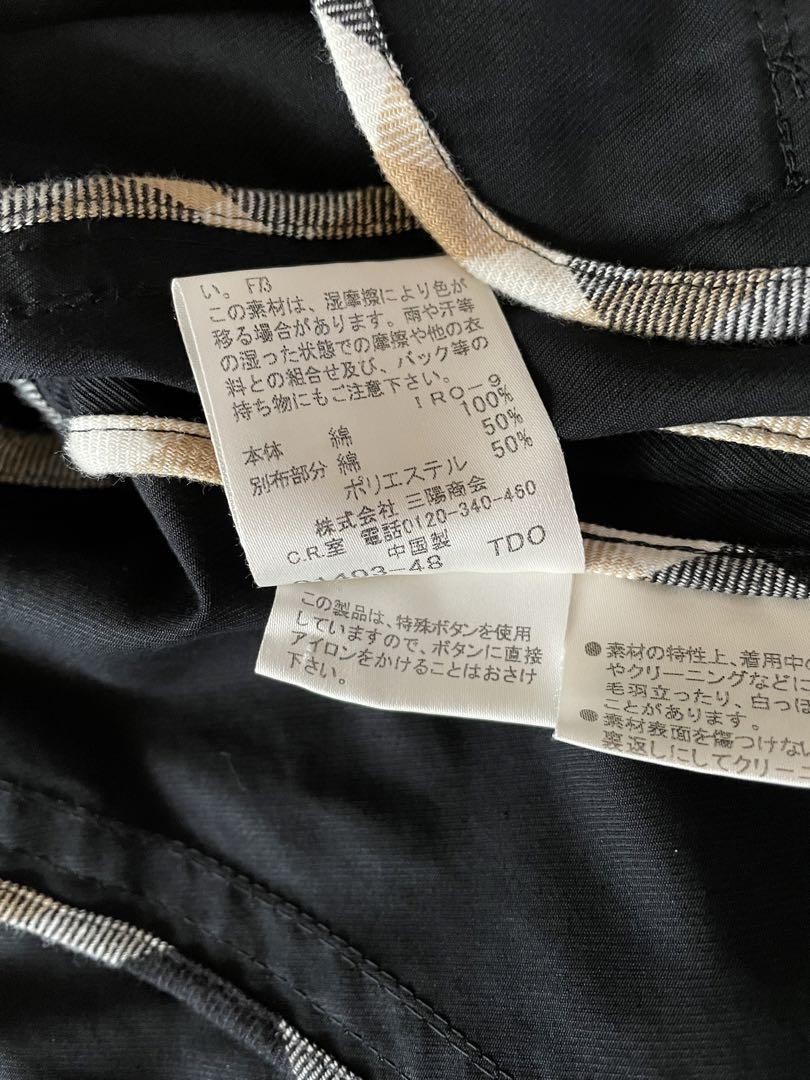 い。
この素材は、湿摩擦により色が
移る場合があります。雨や汗等
の湿った状態での摩擦や他の衣
料との組合せ及び、バック等の
持ち物にもご注意下さい。
IRO-9
本体 綿 100%
別布部分 綿 50%
ポリエステル 50%
株式会社 三陽商会
C.R.室 電話0120-340-460
中国製 TDO
この製品は、特殊ボタンを使用
していますので、ボタンに直接
アイロンをかけることはおさけ
下さい。
●素材の特性上、着用中の
やクリーニングなどに
毛羽立ったり、白っぽ
ことがあります。
●素材表面を傷つけない
裏返しにしてクリーニ